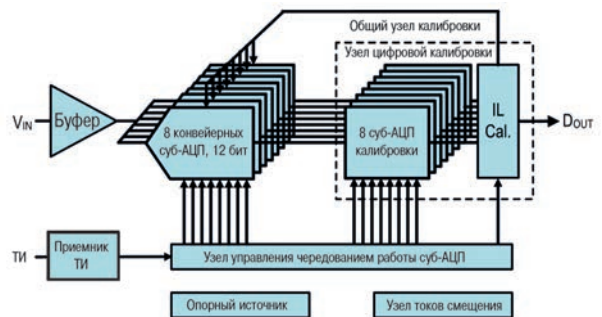 Общий узел калибровки
Узел цифровой калибровки
VIN
Буфер
8 конвейерных
суб-АЦП, 12 бит
8 суб-АЦП
калибровки
IL
Cal.
DOUT
ТИ
Приемник
ТИ
Узел управления чередованием работы суб-АЦП
Опорный источник
Узел токов смещения